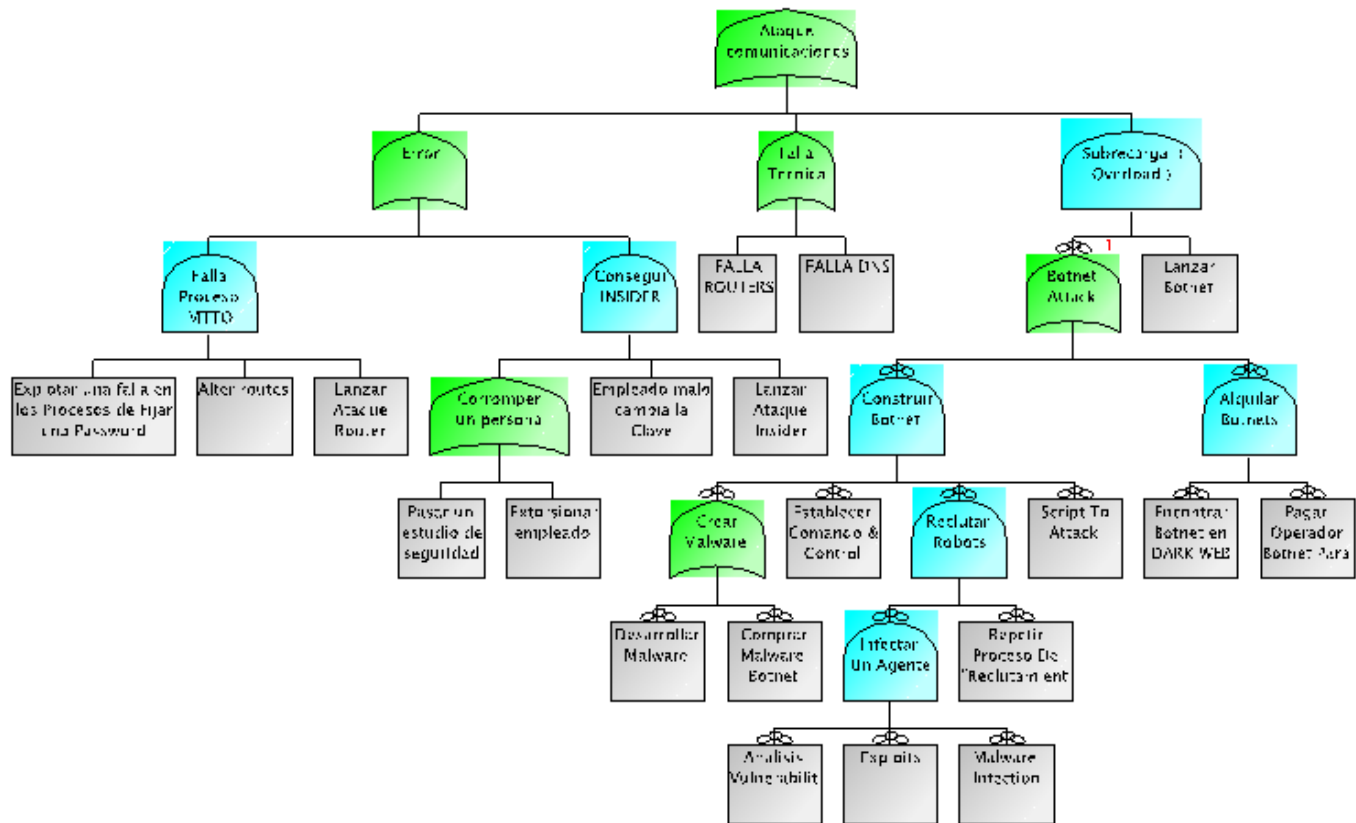 Ataque
comunicaciones
Error
Falla
Tecnica
Subrecarga (
Overload )
Falla
Proceso
MTTO
Consegui
INSIDER
FALLA
ROUTERS
FALLA DNS
1
Botnet
Attack
Lanzar
Botnet
Explotar una falla en
los Procesos de Fijar
una Password
Alter routes
Lanzar
Ataque
Router
Corromper
un persona
Empleado malo
cambia la
Clave
Lanzar
Ataque
Insider
Construir
Botnet
Alquilar
Botnets
Pasar un
estudio de
seguridad
Extorsionar
empleado
Crear
Malware
Establecer
Comando &
Control
Reclutar
Robots
Script To
Attack
Encontrar
Botnet en
DARK WEB
Pagar
Operador
Botnet Para
Desarrollar
Malware
Comprar
Malware
Botnet
Infectar
Un Agente
Repetir
Proceso De
"Reclutamient
Analisis
Vulnerabilit
Exploits
Malware
Infection